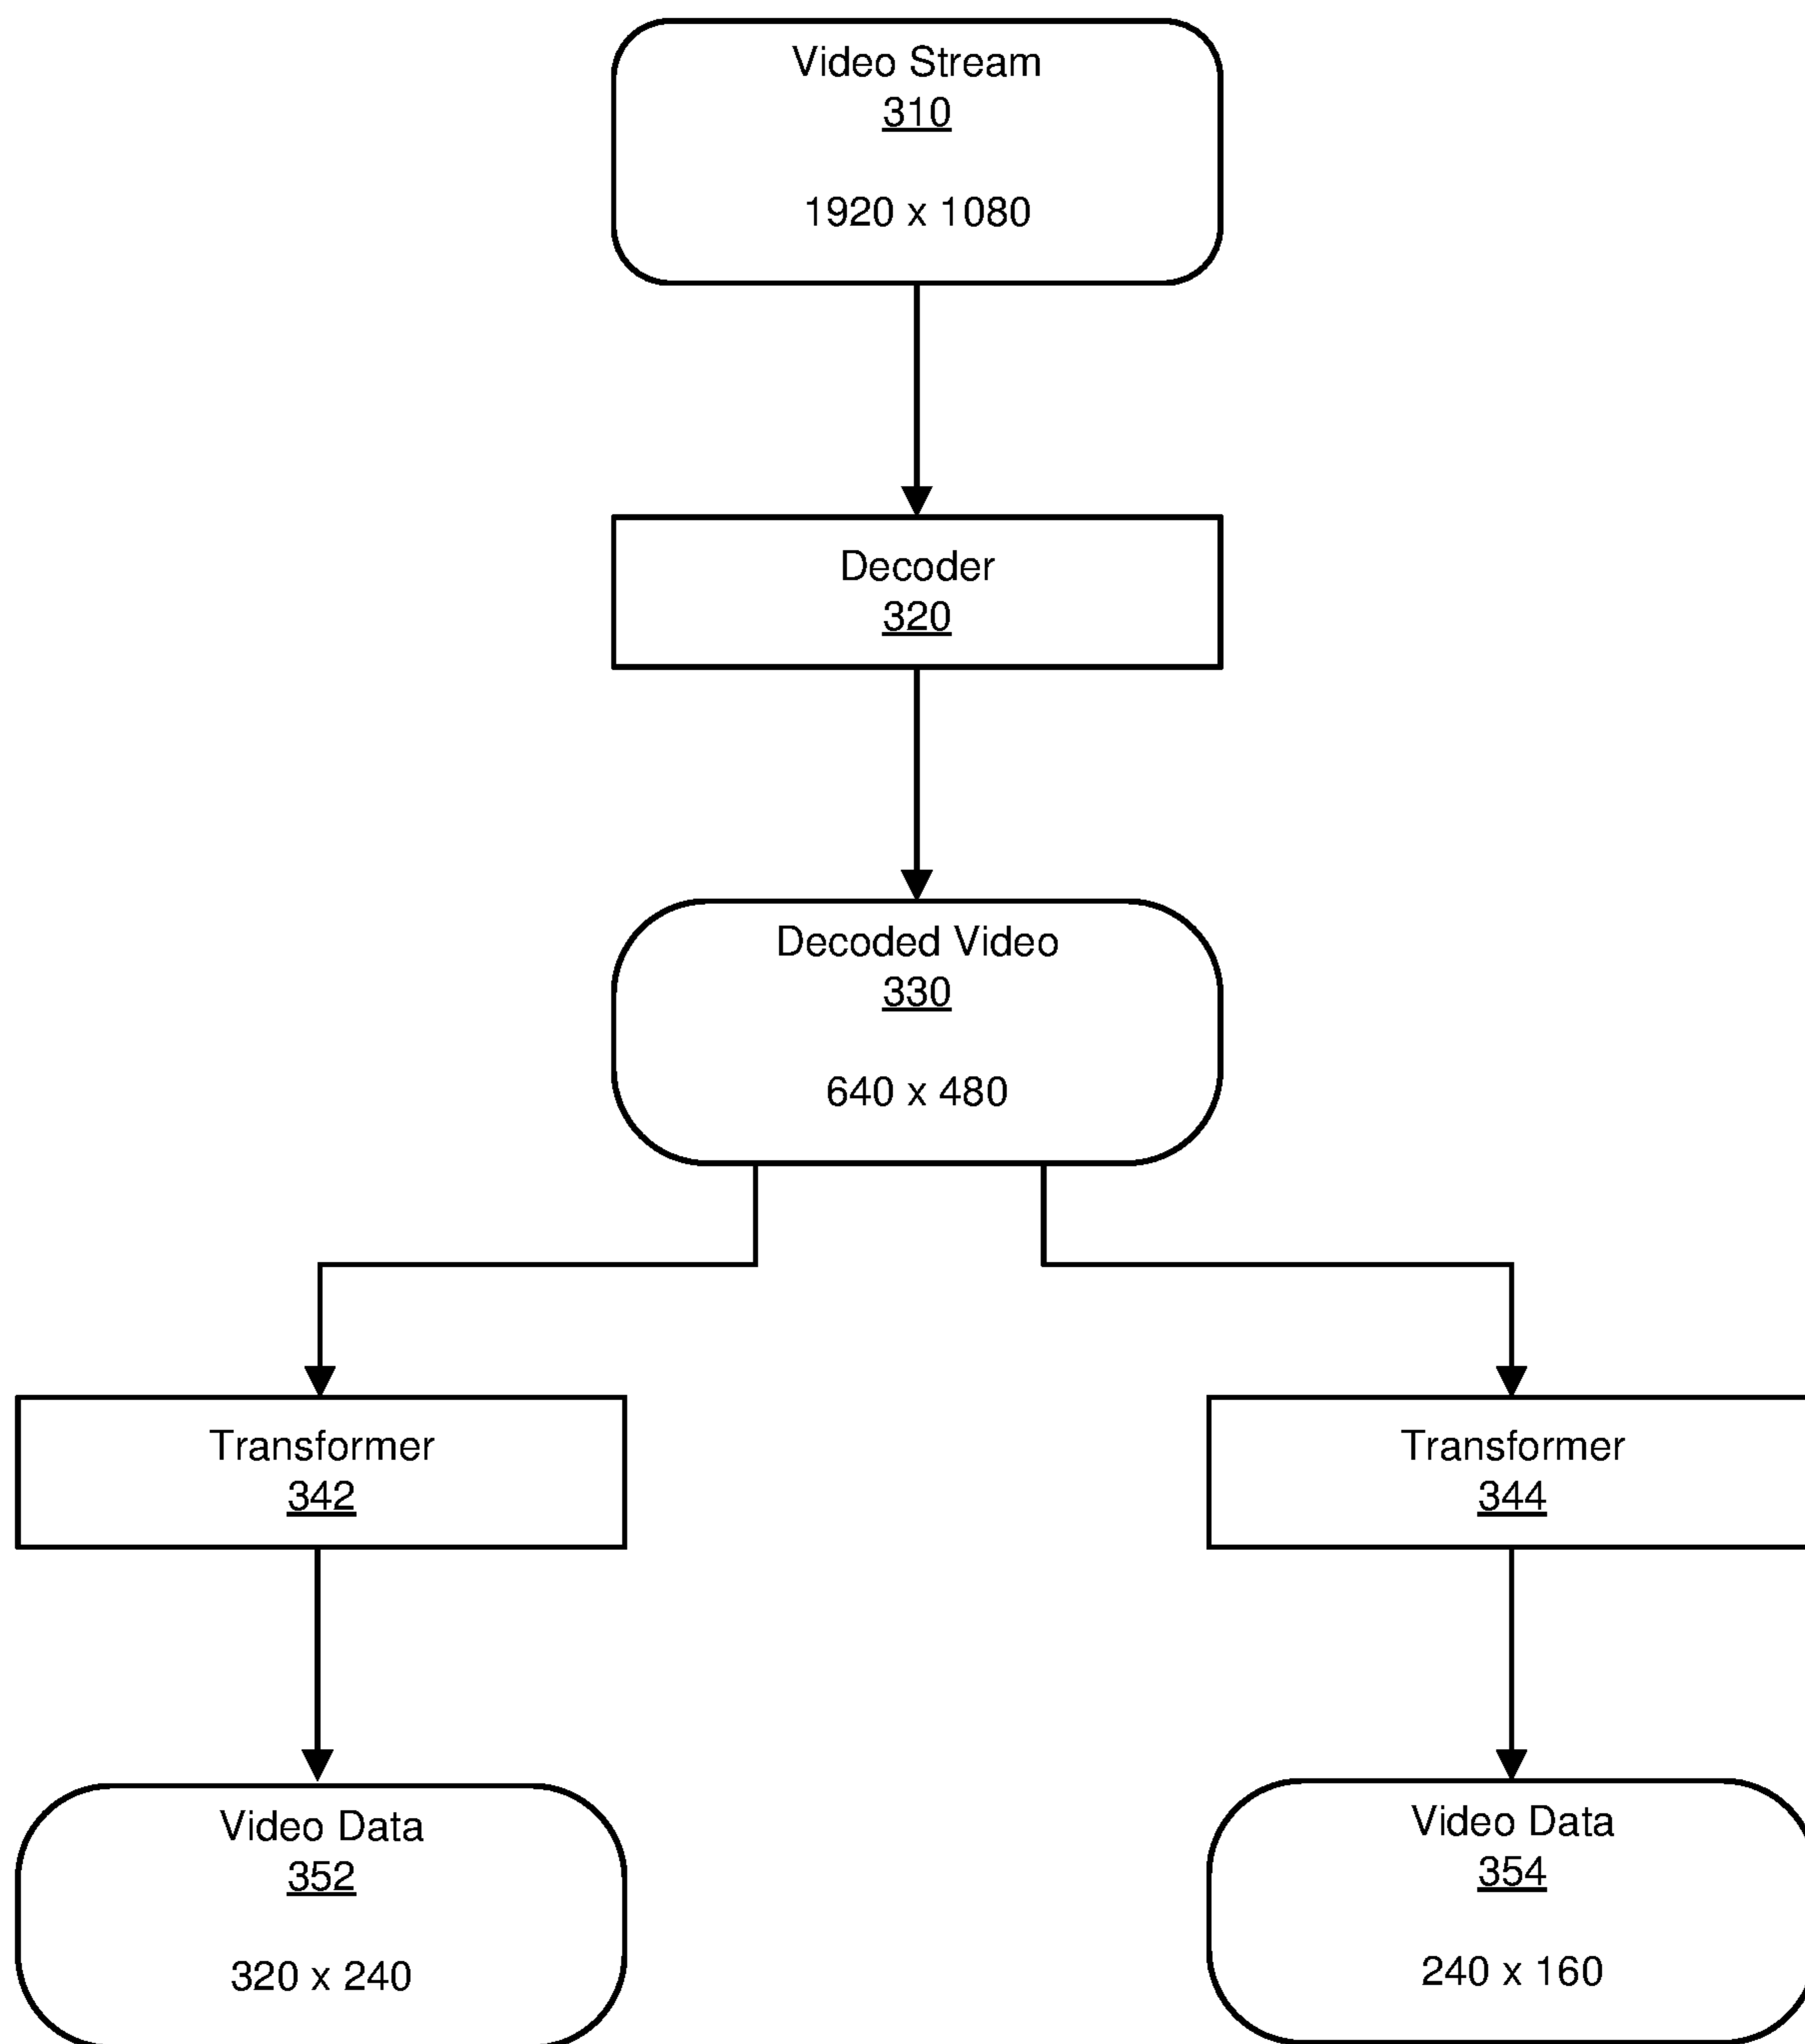 Video Stream
310
1920 x 1080
Decoder
320
Decoded Video
330
640 x 480
Transformer
342
Transformer
344
Video Data
352
320 x 240
Video Data
354
240 x 160